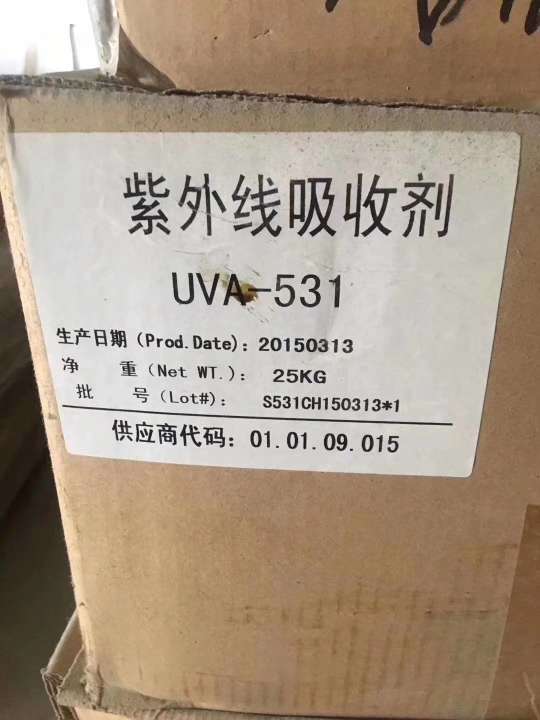 紫外线吸收剂
UVA-531
生产日期 (Prod.Date): 20150313
净 重 (Net WT.): 25KG
批 号 (Lot#): S531CH150313*1
供应商代码: 01.01.09.015